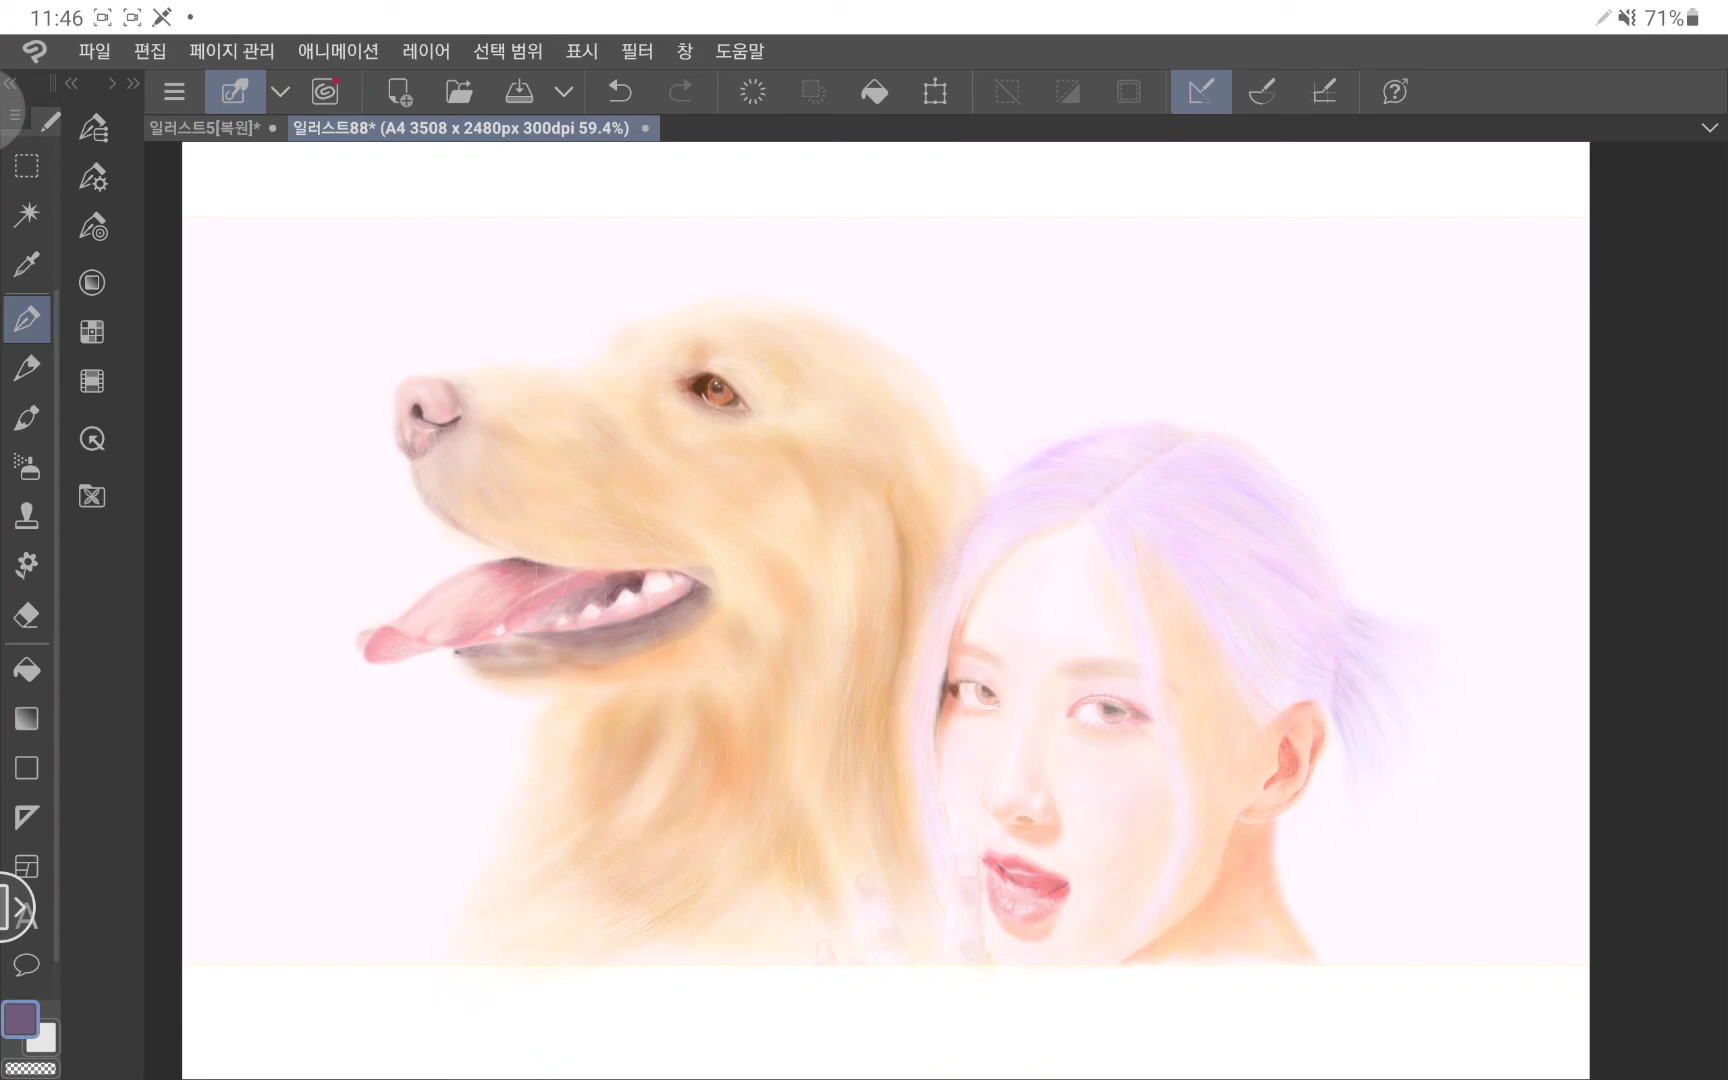 11:46
71%
파일 편집 페이지 관리 애니메이션 레이어 선택 범위 표시 필터 창 도움말
일러스트5[복원]* 일러스트88* (A4 3508 x 2480px 300dpi 59.4%)
A